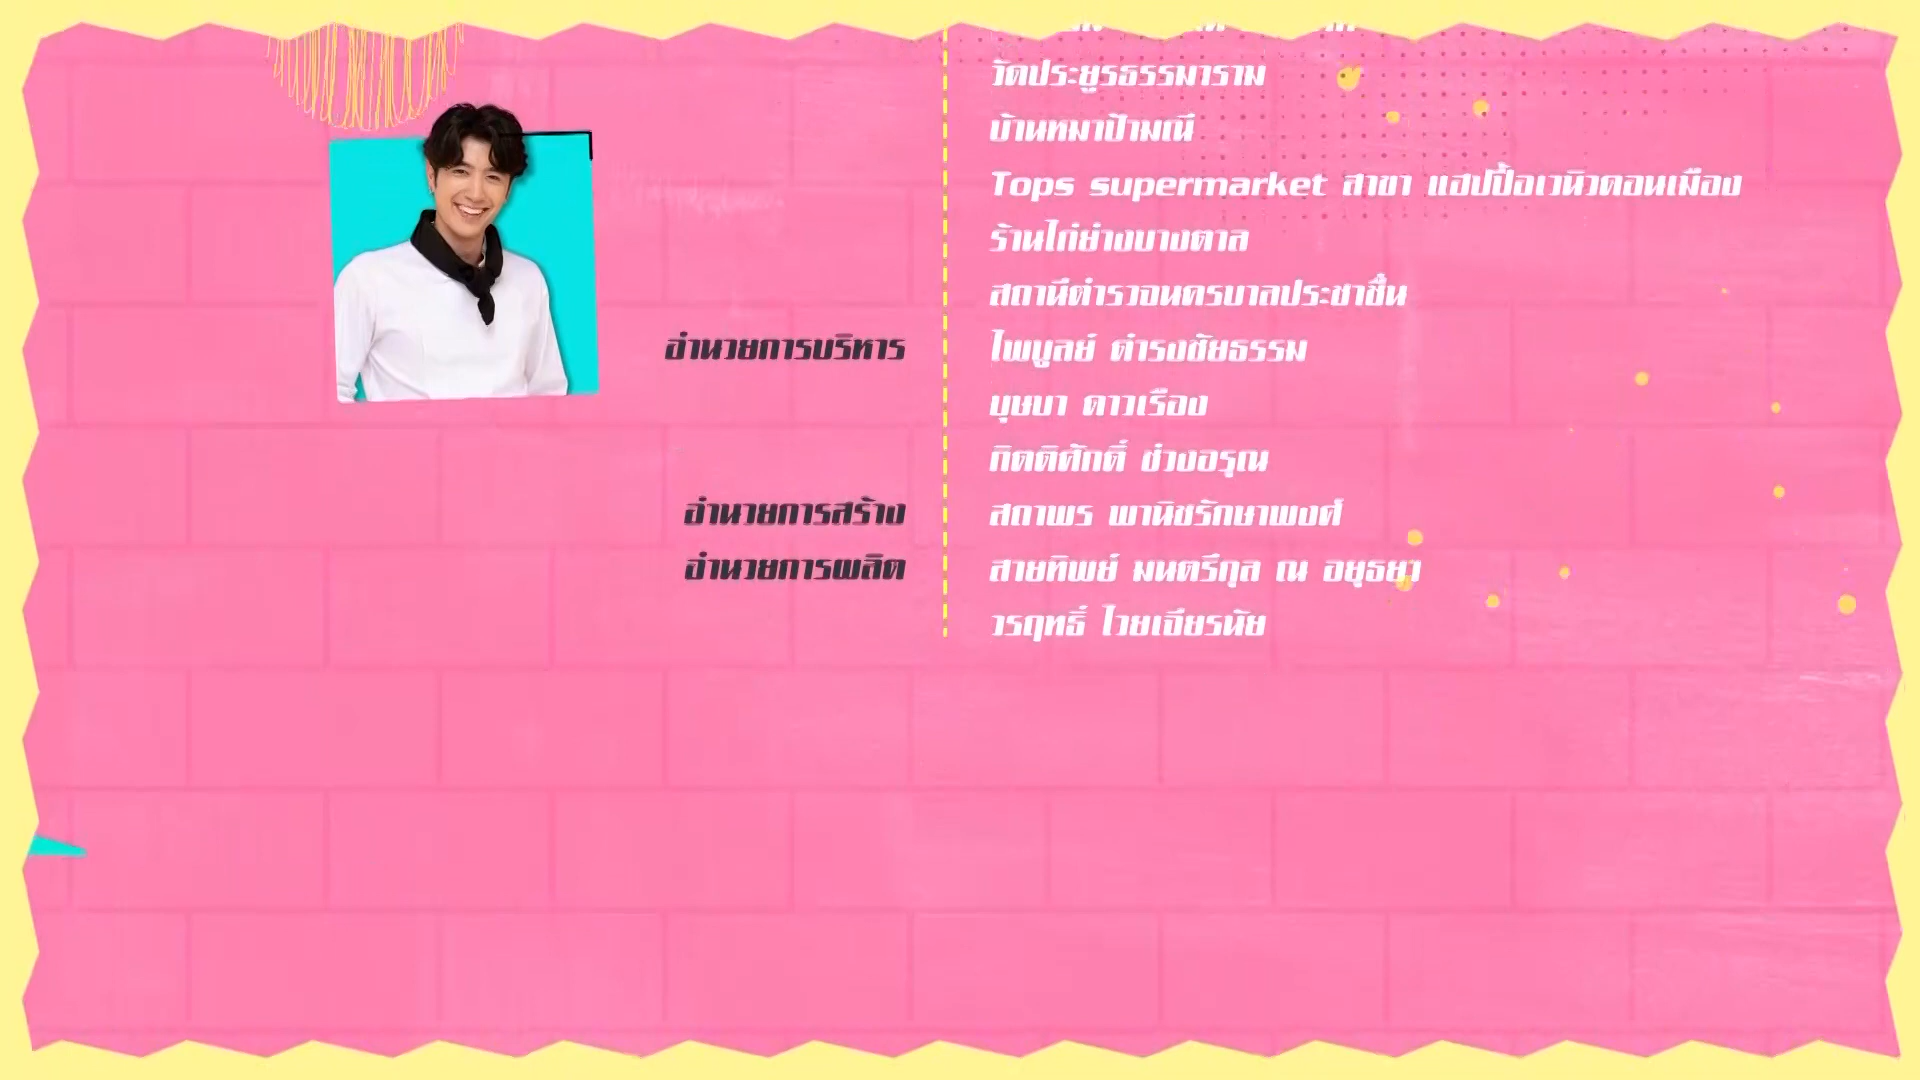 วัดประยูรธรรมาราม
บ้านหมาป้ามณี
Tops supermarket สาขา แฮปปี้อเวนิวดอนเมือง
ร้านไก่ย่างบางตาล
สถานีตำรวจนครบาลประชาชื่น
อำนวยการบริหาร ไพบูลย์ ดำรงชัยธรรม
บุษบา ดาวเรือง
กิตติศักดิ์ ช่วงอรุณ
อำนวยการสร้าง สถาพร พานิชรักษาพงศ์
อำนวยการผลิต สายทิพย์ มนตรีกุล ณ อยุธยา
วรฤทธิ์ ไวยเจียรนัย